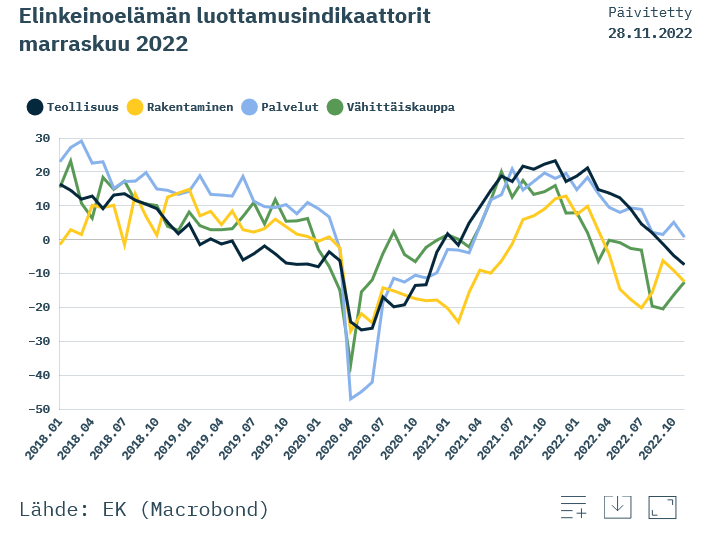 Elinkeinoelämän luottamusindikaattorit
marraskuu 2022
Päivitetty
28.11.2022
Teollisuus Rakentaminen Palvelut Vähittäiskauppa
30
20
10
0
−10
−20
−30
−40
−50
2018.01 2018.04 2018.07 2018.10 2019.01 2019.04 2019.07 2019.10 2020.01 2020.04 2020.07 2020.10 2021.01 2021.04 2021.07 2021.10 2022.01 2022.04 2022.07 2022.10
Lähde: EK (Macrobond)